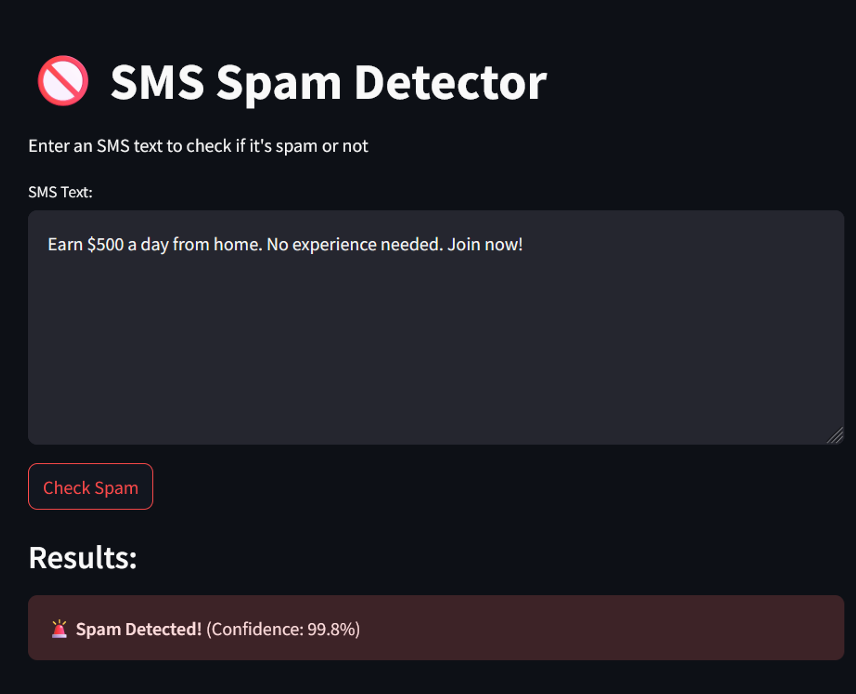 🚫 SMS Spam Detector
Enter an SMS text to check if it's spam or not
SMS Text:
Earn $500 a day from home. No experience needed. Join now!
Check Spam
Results:
🚨 Spam Detected! (Confidence: 99.8%)